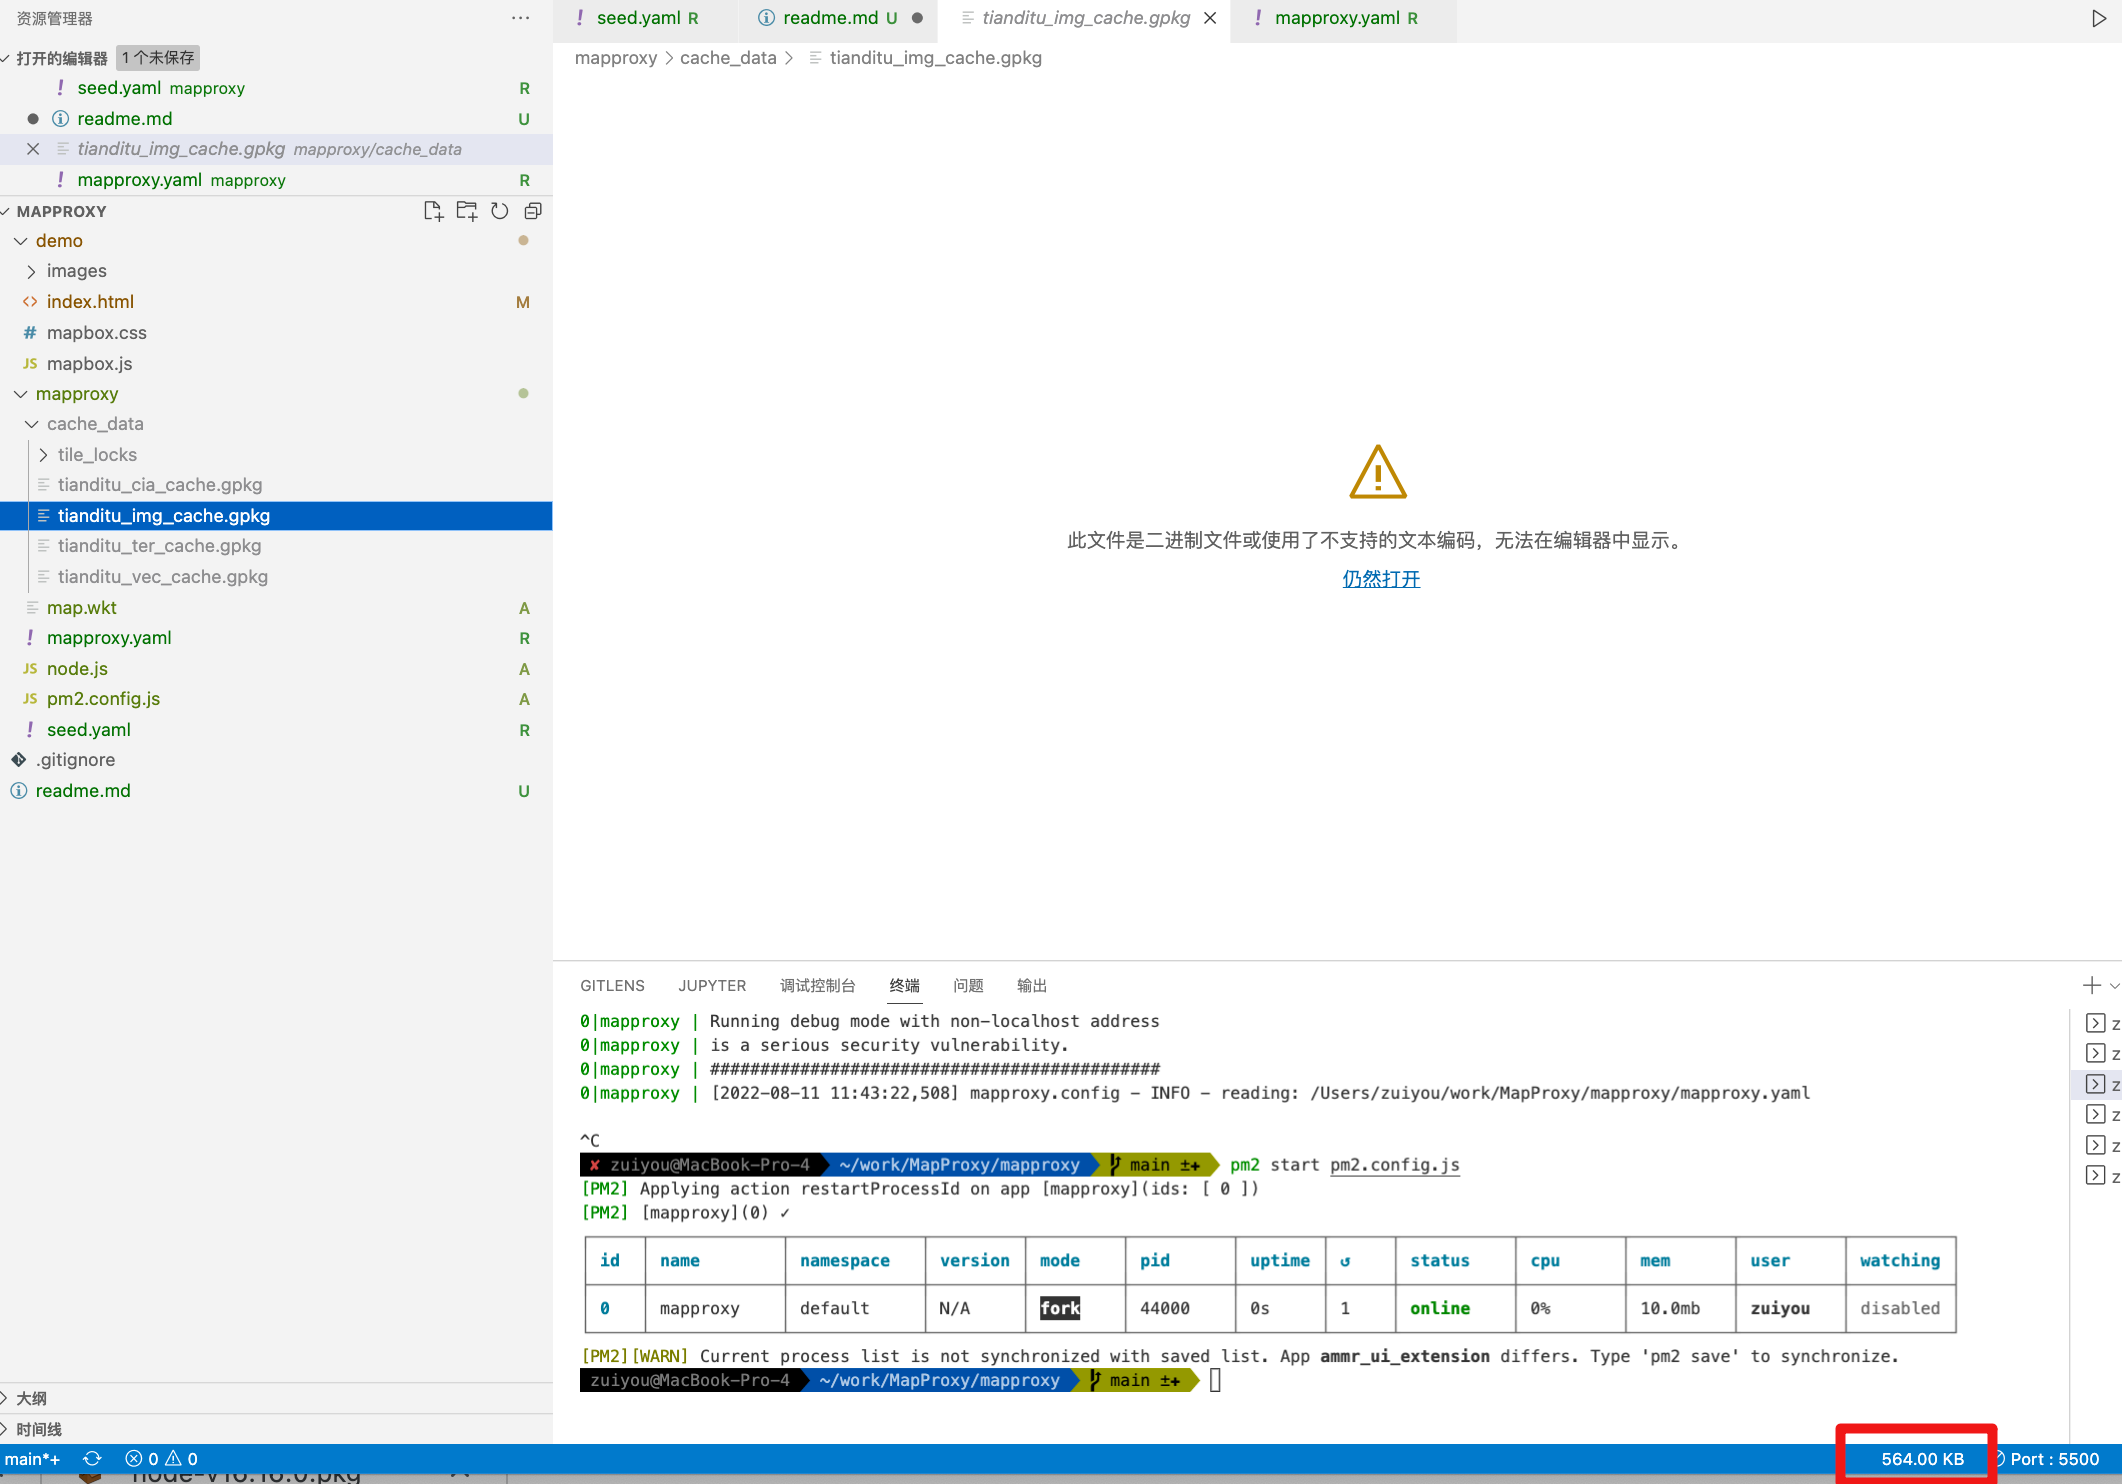 资源管理器
打开的编辑器 1 个未保存
! seed.yaml mapproxy R
readme.md U
tianditu_img_cache.gpkg mapproxy/cache_data
! mapproxy.yaml mapproxy R
MAPPROXY
demo
images
<> index.html M
# mapbox.css
JS mapbox.js
mapproxy
cache_data
tile_locks
tianditu_cia_cache.gpkg
tianditu_img_cache.gpkg
tianditu_ter_cache.gpkg
tianditu_vec_cache.gpkg
map.wkt A
! mapproxy.yaml R
JS node.js A
JS pm2.config.js A
! seed.yaml R
.gitignore
readme.md U
大纲
时间线
! seed.yaml R readme.md U tianditu_img_cache.gpkg ! mapproxy.yaml R
mapproxy > cache_data > tianditu_img_cache.gpkg
此文件是二进制文件或使用了不支持的文本编码，无法在编辑器中显示。
仍然打开
GITLENS JUPYTER 调试控制台 终端 问题 输出
0|mapproxy | Running debug mode with non-localhost address
0|mapproxy | is a serious security vulnerability.
0|mapproxy | #############################################
0|mapproxy | [2022-08-11 11:43:22,508] mapproxy.config - INFO - reading: /Users/zuiyou/work/MapProxy/mapproxy/mapproxy.yaml
^C
✘ zuiyou@MacBook-Pro-4 ~/work/MapProxy/mapproxy main ±✚ pm2 start pm2.config.js
[PM2] Applying action restartProcessId on app [mapproxy](ids: [ 0 ])
[PM2] [mapproxy](0) ✓
id name namespace version mode pid uptime ↺ status cpu mem user watching
0 mapproxy default N/A fork 44000 0s 1 online 0% 10.0mb zuiyou disabled
[PM2][WARN] Current process list is not synchronized with saved list. App ammr_ui_extension differs. Type 'pm2 save' to synchronize.
zuiyou@MacBook-Pro-4 ~/work/MapProxy/mapproxy main ±✚
z
z
z
z
z
z
main*+ 0 0 564.00 KB Port : 5500